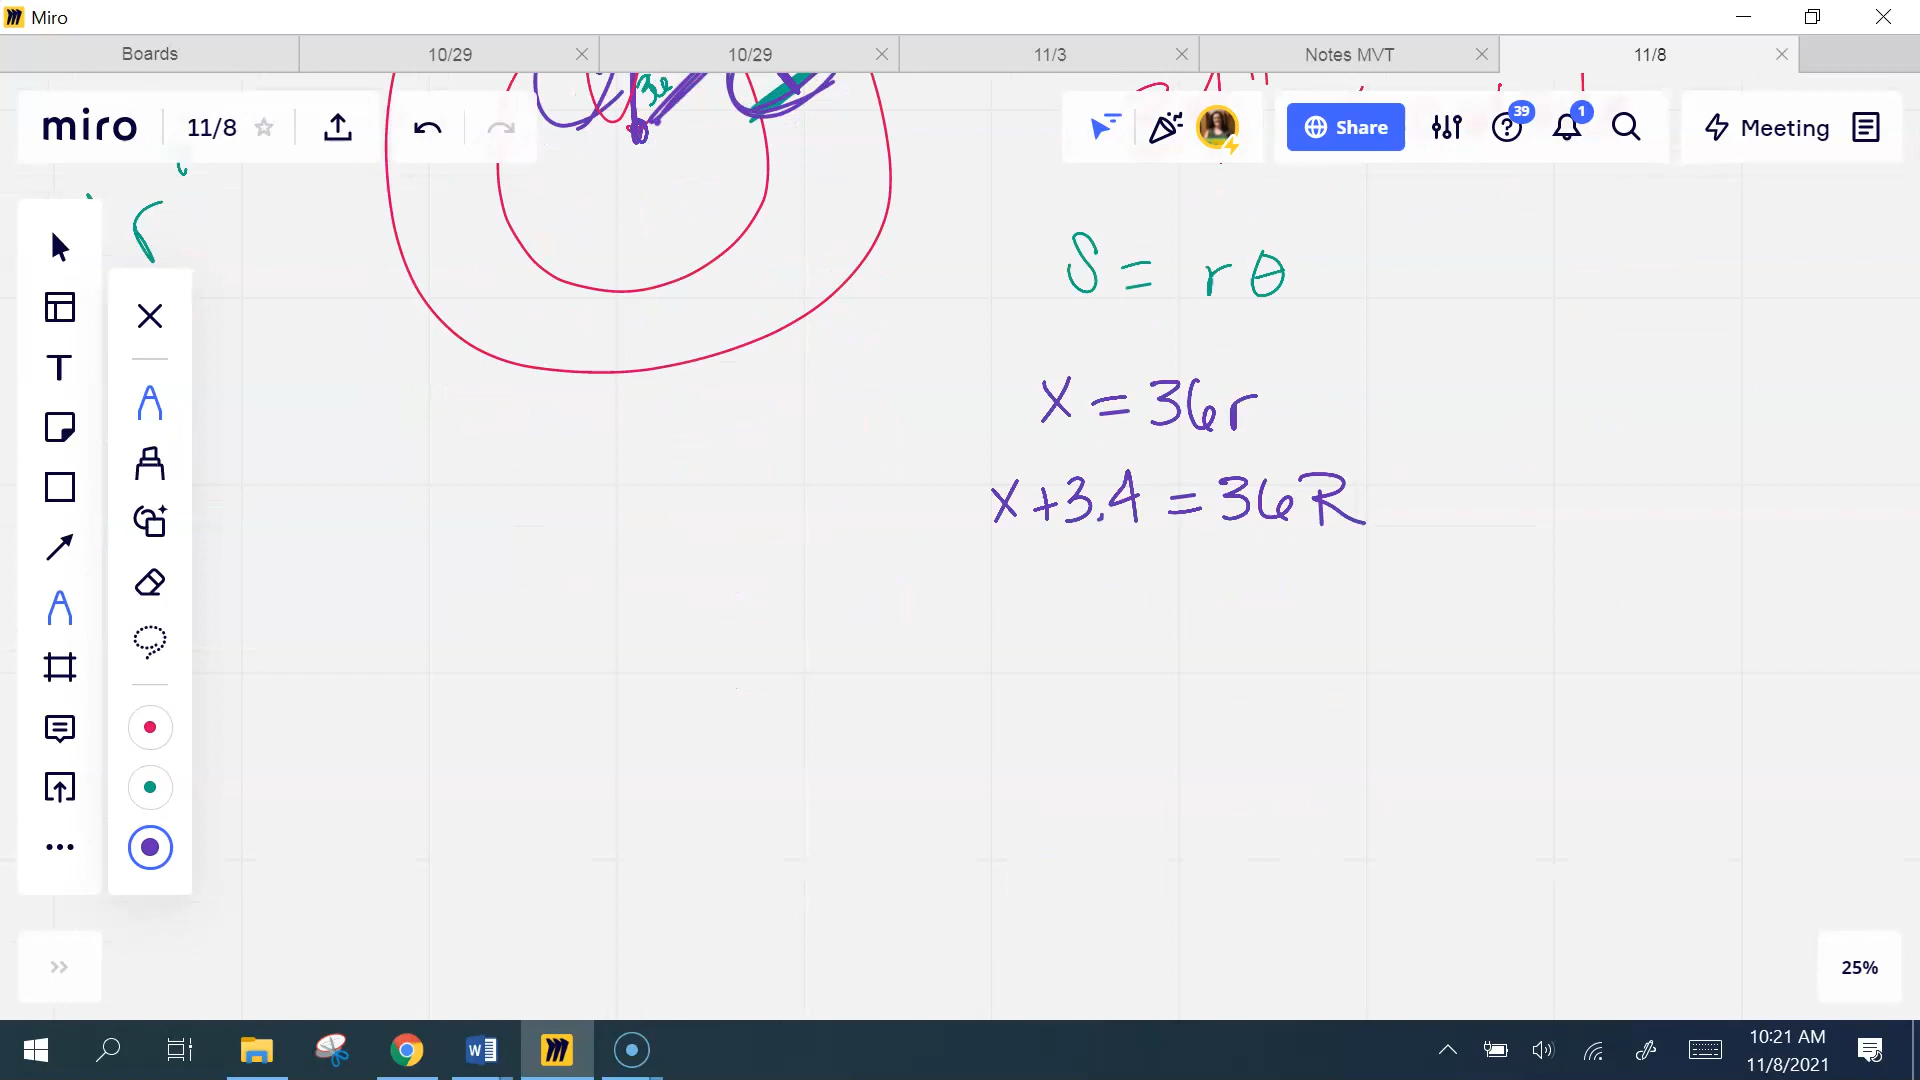 Miro
Boards
10/29
10/29
11/3
Notes MVT
11/8
miro
11/8
Share
39
1
Meeting
36
r
S = rθ
x = 36r
x + 3.4 = 36R
T
25%
10:21 AM
11/8/2021